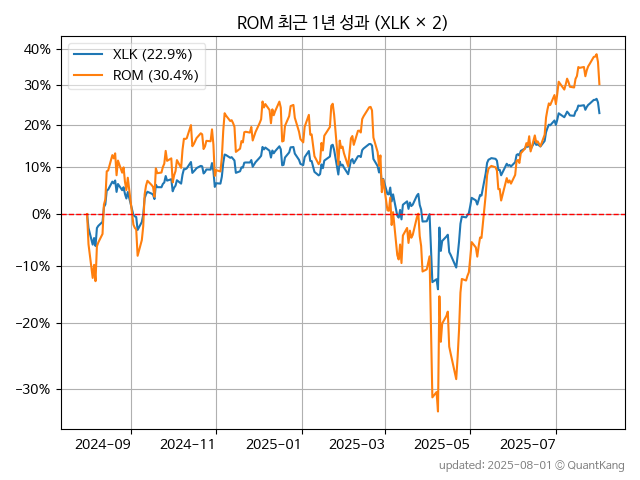 ROM 최근 1년 성과 (XLK × 2)
XLK (22.9%)
ROM (30.4%)
40%
30%
20%
10%
0%
−10%
−20%
−30%
2024-09 2024-11 2025-01 2025-03 2025-05 2025-07
updated: 2025-08-01 © QuantKang